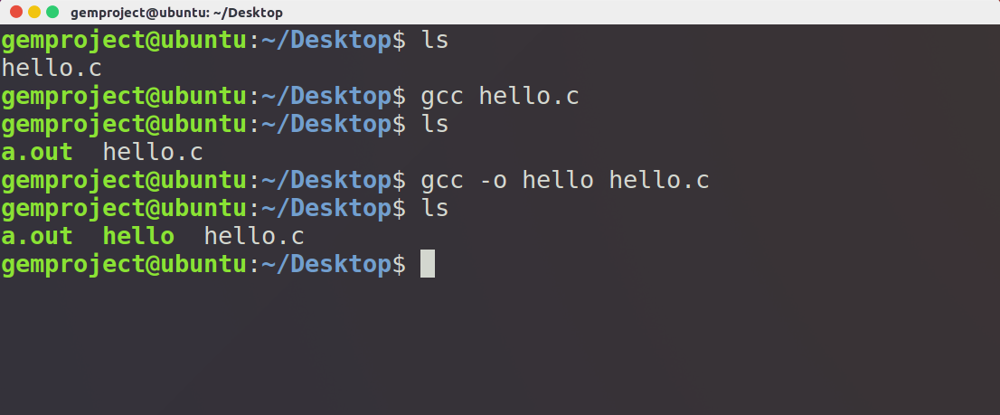 gemproject@ubuntu: ~/Desktop
gemproject@ubuntu:~/Desktop$ ls
hello.c
gemproject@ubuntu:~/Desktop$ gcc hello.c
gemproject@ubuntu:~/Desktop$ ls
a.out  hello.c
gemproject@ubuntu:~/Desktop$ gcc -o hello hello.c
gemproject@ubuntu:~/Desktop$ ls
a.out  hello  hello.c
gemproject@ubuntu:~/Desktop$